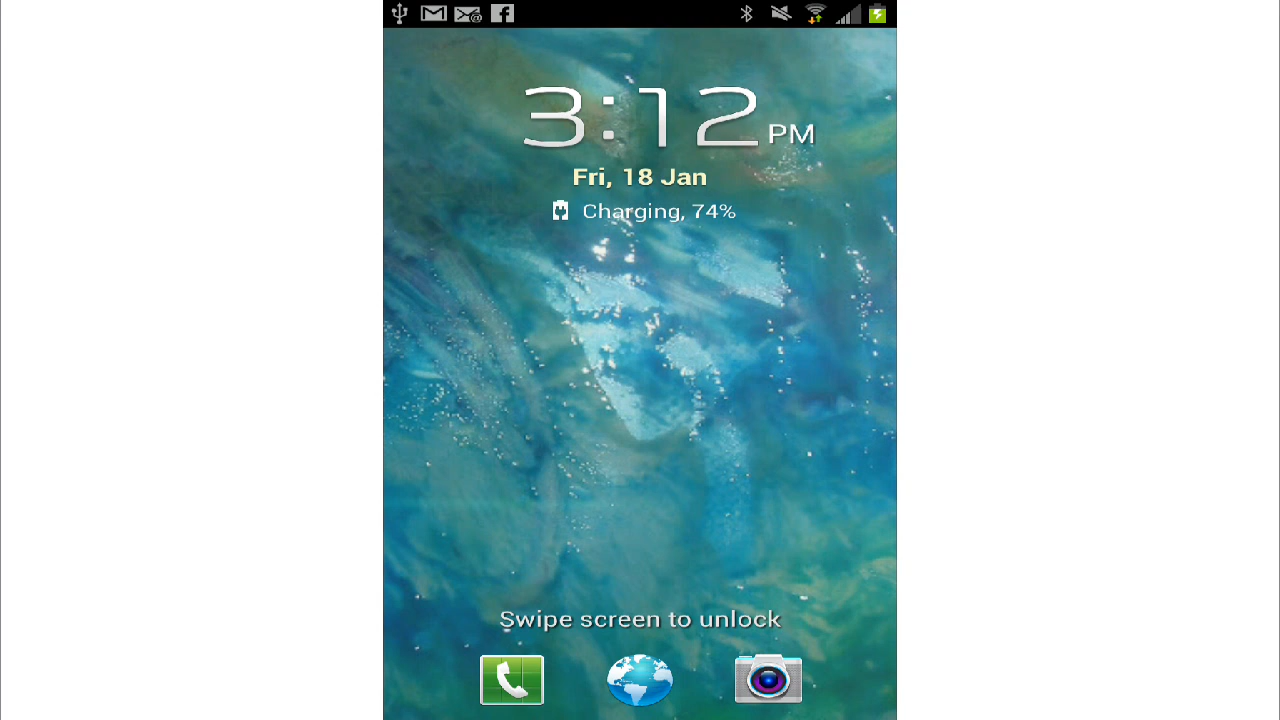 3:12 PM
Fri, 18 Jan
Charging, 74%
Swipe screen to unlock